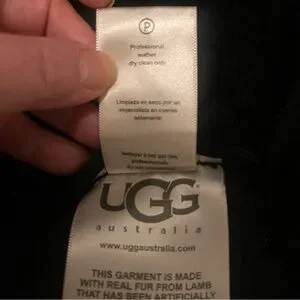 P
Professional
leather
dry clean only
Limpieza en seco por un
especialista en cuero
solamente
UGG®
australia
www.uggaustralia.com
THIS GARMENT IS MADE
WITH REAL FUR FROM LAMB
THAT HAS BEEN ARTIFICIALLY